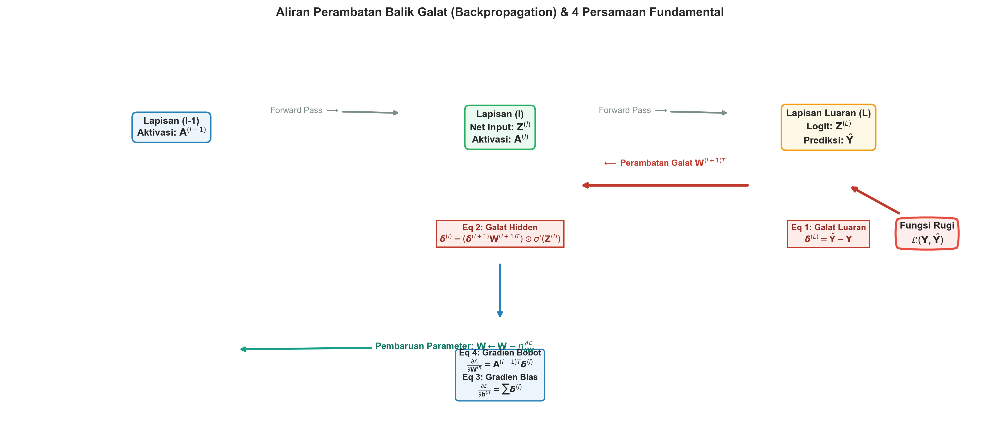 Aliran Perambatan Balik Galat (Backpropagation) & 4 Persamaan Fundamental
Lapisan (l-1)
Aktivasi: A^(l−1)
Forward Pass ⟶
Lapisan (l)
Net Input: Z^(l)
Aktivasi: A^(l)
Forward Pass ⟶
Lapisan Luaran (L)
Logit: Z^(L)
Prediksi: Ŷ
⟵ Perambatan Galat W^(l+1)T
Eq 2: Galat Hidden
δ^(l) = (δ^(l+1) W^(l+1)T) ⊙ σ′(Z^(l))
Eq 1: Galat Luaran
δ^(L) = Ŷ − Y
Fungsi Rugi
ℒ(Y, Ŷ)
Pembaruan Parameter: W ← W − η ∂ℒ/∂W
Eq 4: Gradien Bobot
∂ℒ/∂W^(l) = A^(l−1)T δ^(l)
Eq 3: Gradien Bias
∂ℒ/∂b^(l) = ∑ δ^(l)